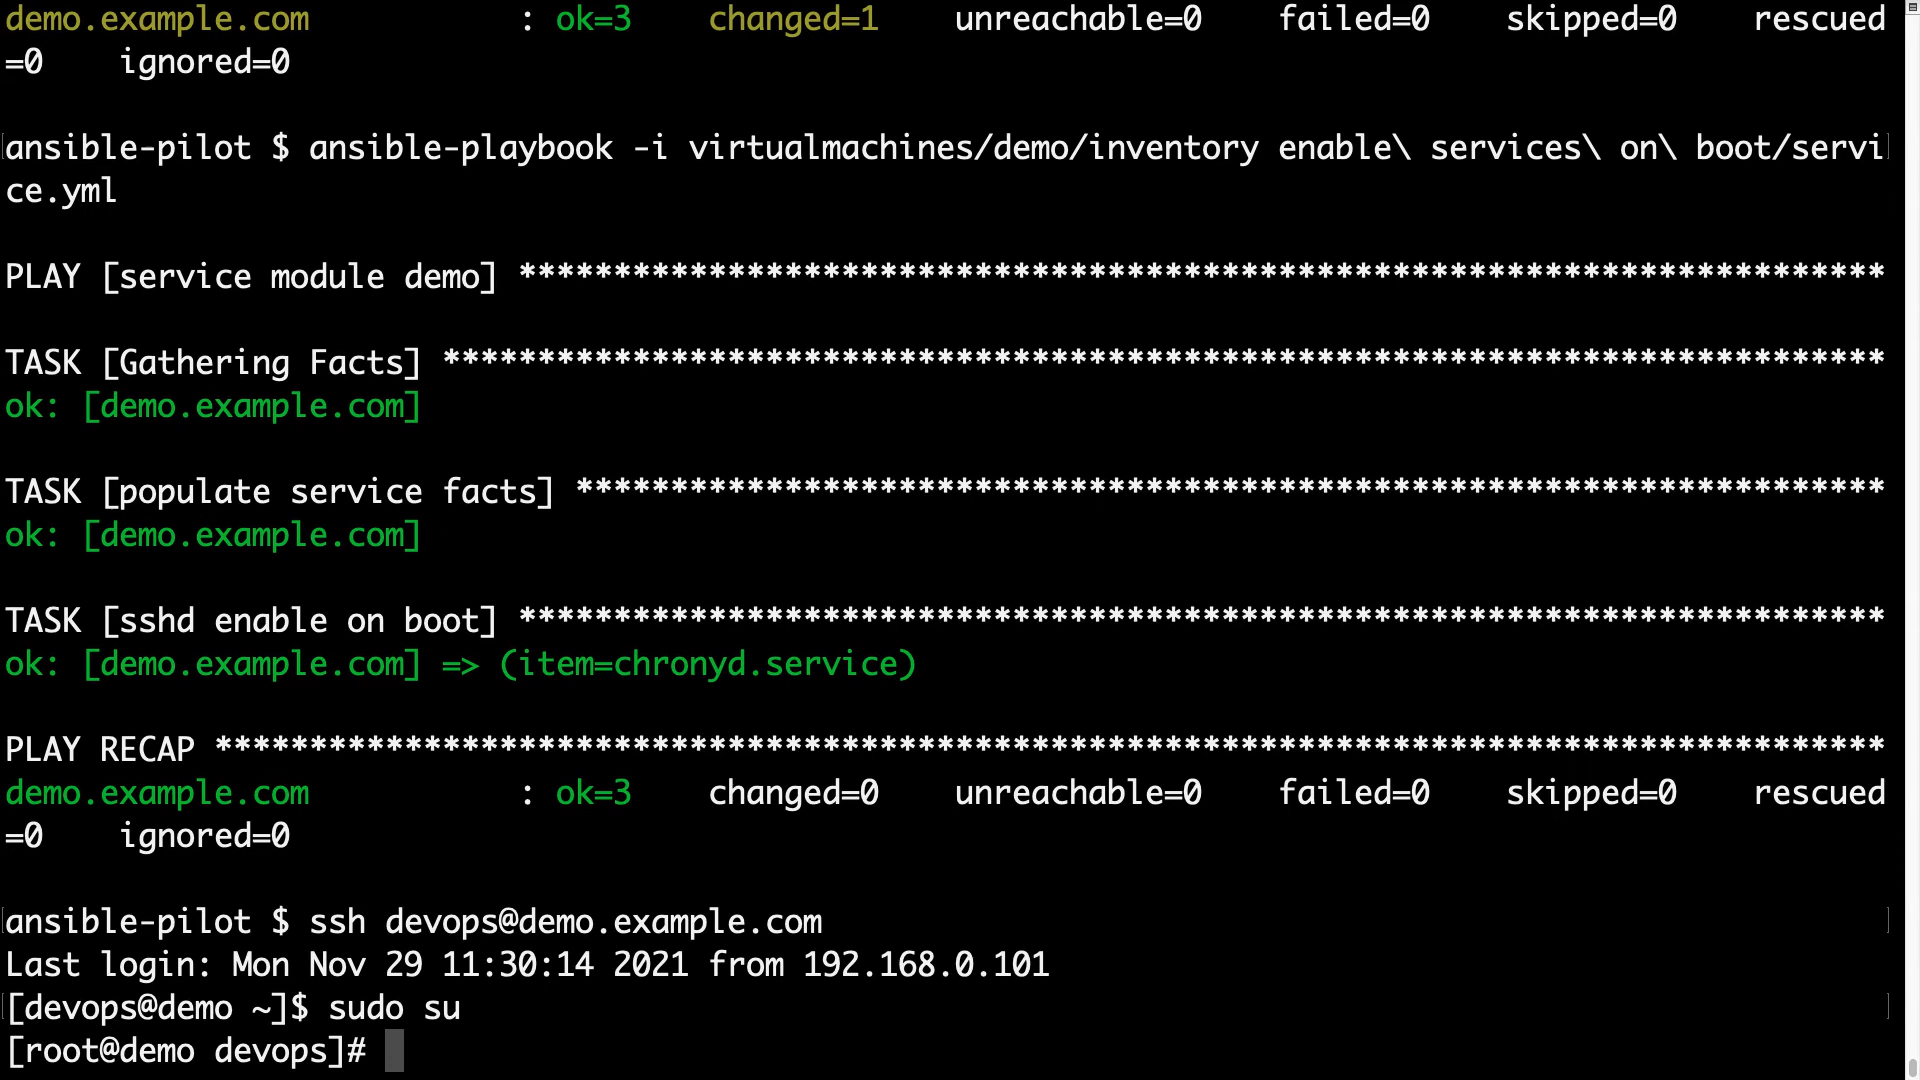 demo.example.com           : ok=3    changed=1    unreachable=0    failed=0    skipped=0    rescued
=0    ignored=0
ansible-pilot $ ansible-playbook -i virtualmachines/demo/inventory enable\ services\ on\ boot/servi
ce.yml
PLAY [service module demo] ************************************************************************
TASK [Gathering Facts] ****************************************************************************
ok: [demo.example.com]
TASK [populate service facts] *********************************************************************
ok: [demo.example.com]
TASK [sshd enable on boot] ************************************************************************
ok: [demo.example.com] => (item=chronyd.service)
PLAY RECAP ****************************************************************************************
demo.example.com           : ok=3    changed=0    unreachable=0    failed=0    skipped=0    rescued
=0    ignored=0
ansible-pilot $ ssh devops@demo.example.com
Last login: Mon Nov 29 11:30:14 2021 from 192.168.0.101
[devops@demo ~]$ sudo su
[root@demo devops]#